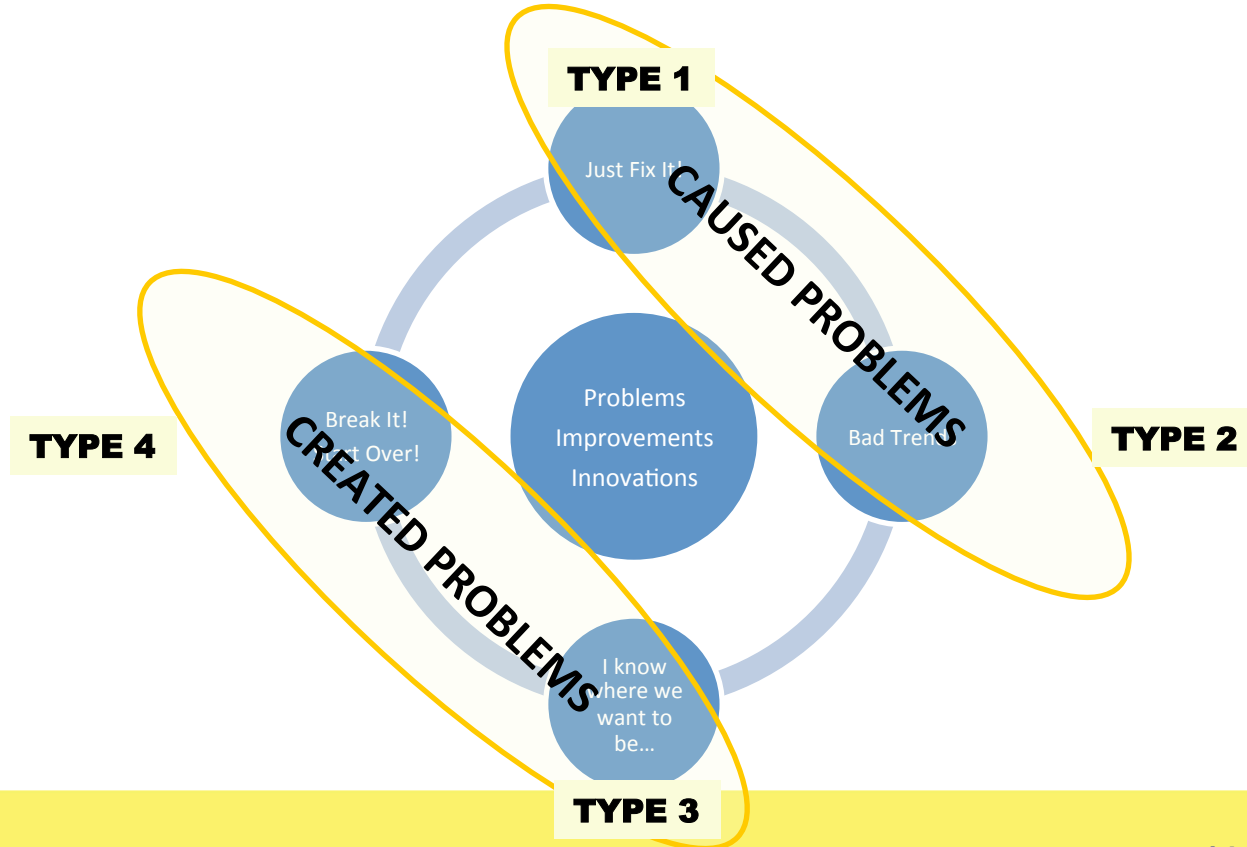 TYPE 1
Just Fix It!
CAUSED PROBLEMS
Problems
Improvements
Innovations
Break It!
Over!
TYPE 4
Bad Trend
TYPE 2
CREATED PROBLEMS
I know
where we
want to
be...
TYPE 3